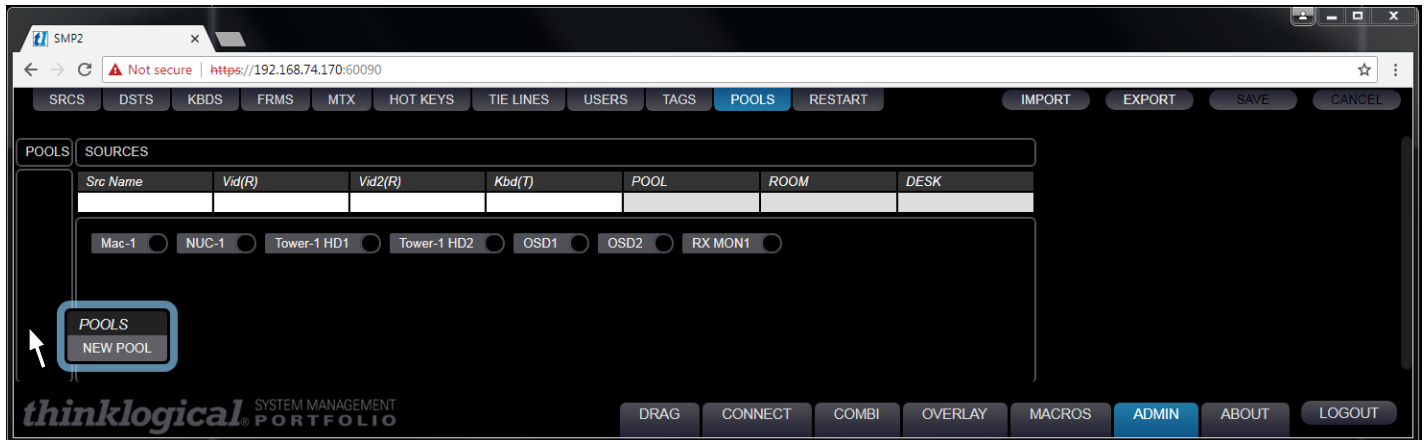 SMP2
Not secure | https://192.168.74.170:60090
SRCS DSTS KBDS FRMS MTX HOT KEYS TIE LINES USERS TAGS POOLS RESTART IMPORT EXPORT SAVE CANCEL
POOLS SOURCES
Src Name Vid(R) Vid2(R) Kbd(T) POOL ROOM DESK
Mac-1 NUC-1 Tower-1 HD1 Tower-1 HD2 OSD1 OSD2 RX MON1
POOLS
NEW POOL
thinklogical® SYSTEM MANAGEMENT
PORTFOLIO
DRAG CONNECT COMBI OVERLAY MACROS ADMIN ABOUT LOGOUT